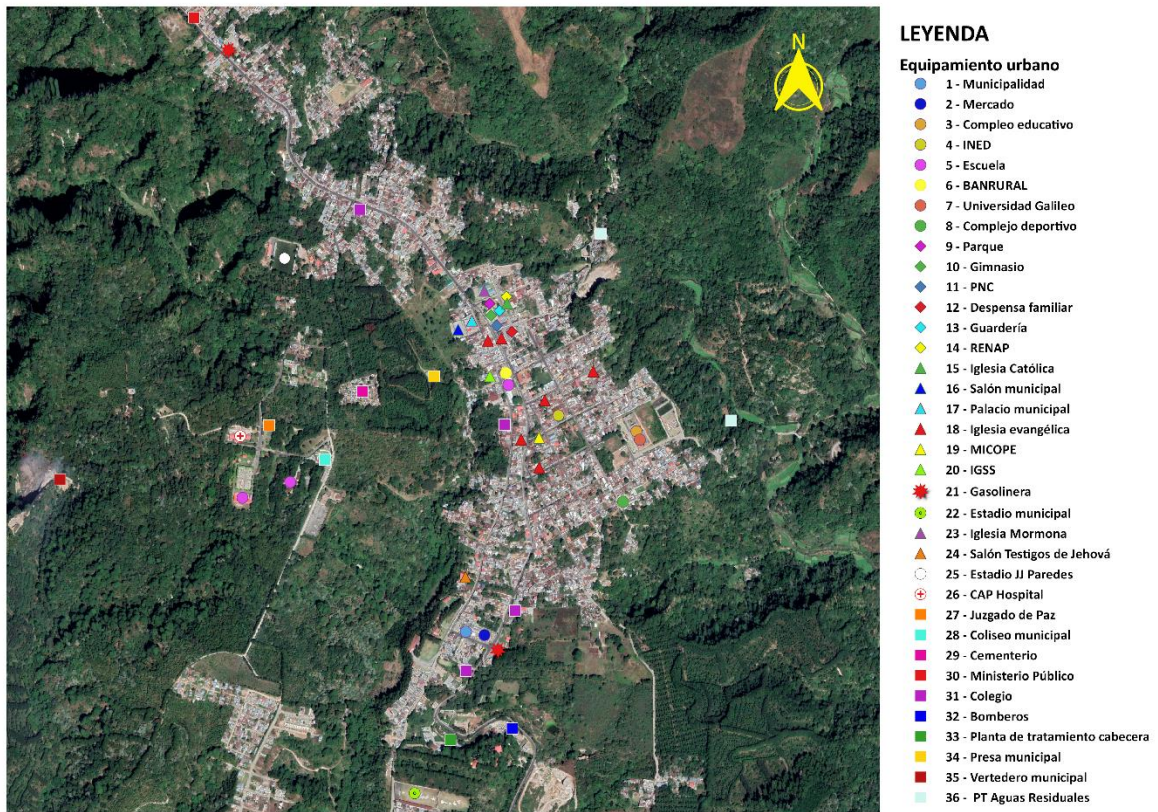 N
LEYENDA
Equipamiento urbano
1 - Municipalidad
2 - Mercado
3 - Compleo educativo
4 - INED
5 - Escuela
6 - BANRURAL
7 - Universidad Galileo
8 - Complejo deportivo
9 - Parque
10 - Gimnasio
11 - PNC
12 - Despensa familiar
13 - Guardería
14 - RENAP
15 - Iglesia Católica
16 - Salón municipal
17 - Palacio municipal
18 - Iglesia evangélica
19 - MICOPE
20 - IGSS
21 - Gasolinera
22 - Estadio municipal
23 - Iglesia Mormona
24 - Salón Testigos de Jehová
25 - Estadio JJ Paredes
26 - CAP Hospital
27 - Juzgado de Paz
28 - Coliseo municipal
29 - Cementerio
30 - Ministerio Público
31 - Colegio
32 - Bomberos
33 - Planta de tratamiento cabecera
34 - Presa municipal
35 - Vertedero municipal
36 - PT Aguas Residuales